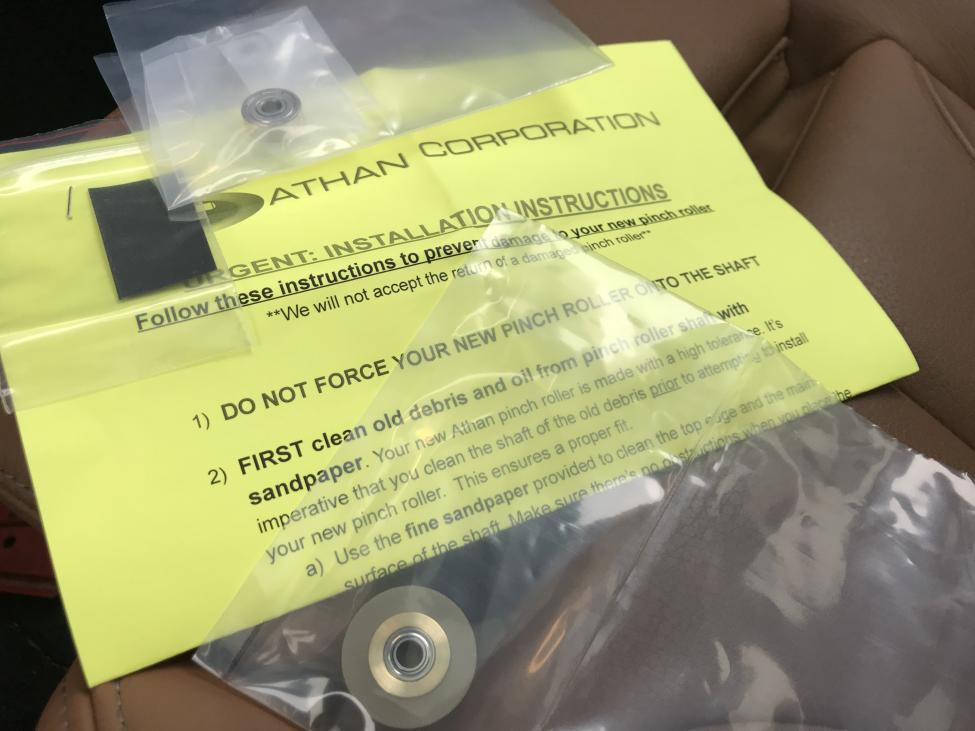 ATHAN CORPORATION
URGENT: INSTALLATION INSTRUCTIONS
Follow these instructions to prevent damage to your new pinch roller
**We will not accept the return of a damaged pinch roller**
1) DO NOT FORCE YOUR NEW PINCH ROLLER ONTO THE SHAFT
2) FIRST clean old debris and oil from pinch roller shaft with
sandpaper. Your new Athan pinch roller is made with a high tolerance. It's
imperative that you clean the shaft of the old debris prior to attempting to install
your new pinch roller. This ensures a proper fit.
a) Use the fine sandpaper provided to clean the top edge and the main
surface of the shaft. Make sure there's no obstructions when you place the